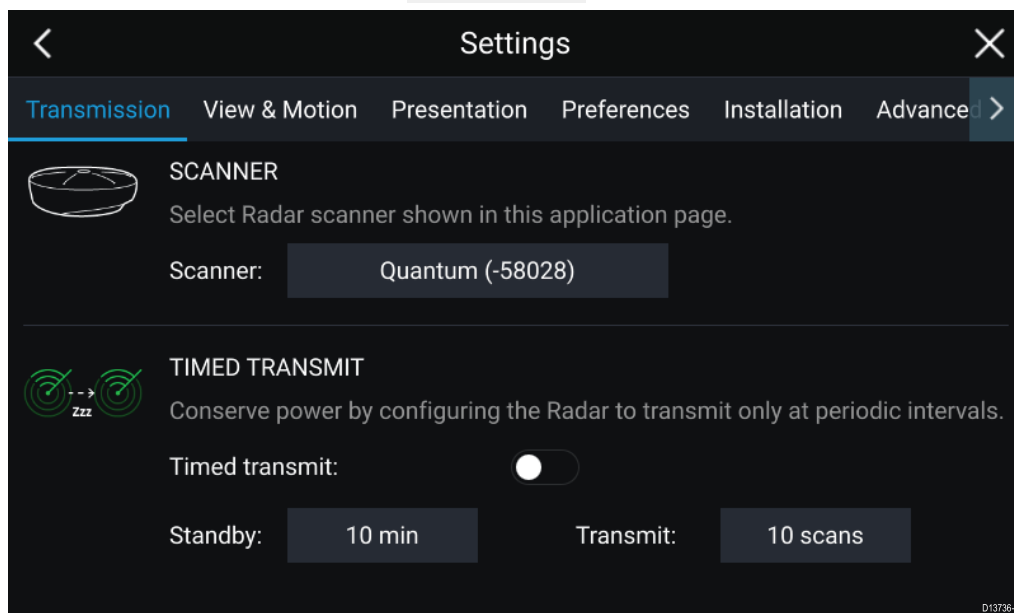 Settings
Transmission View & Motion Presentation Preferences Installation Advanced
SCANNER
Select Radar scanner shown in this application page.
Scanner: Quantum (-58028)
TIMED TRANSMIT
Zzz
Conserve power by configuring the Radar to transmit only at periodic intervals.
Timed transmit:
Standby: 10 min Transmit: 10 scans
D13736-